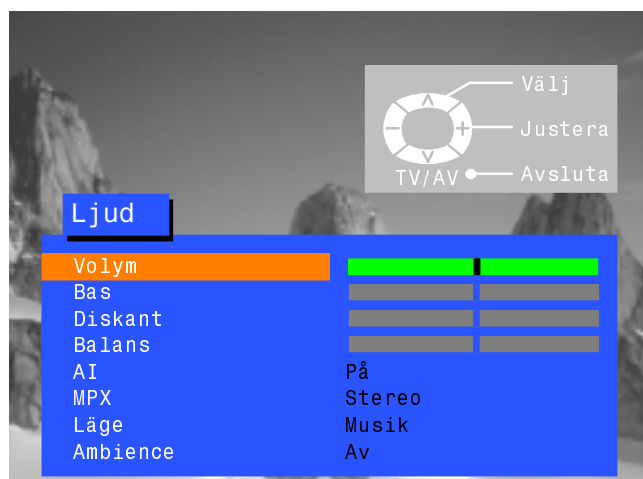 Välj
Justera
TV/AV Avsluta
Ljud
Volym
Bas
Diskant
Balans
AI På
MPX Stereo
Läge Musik
Ambience Av